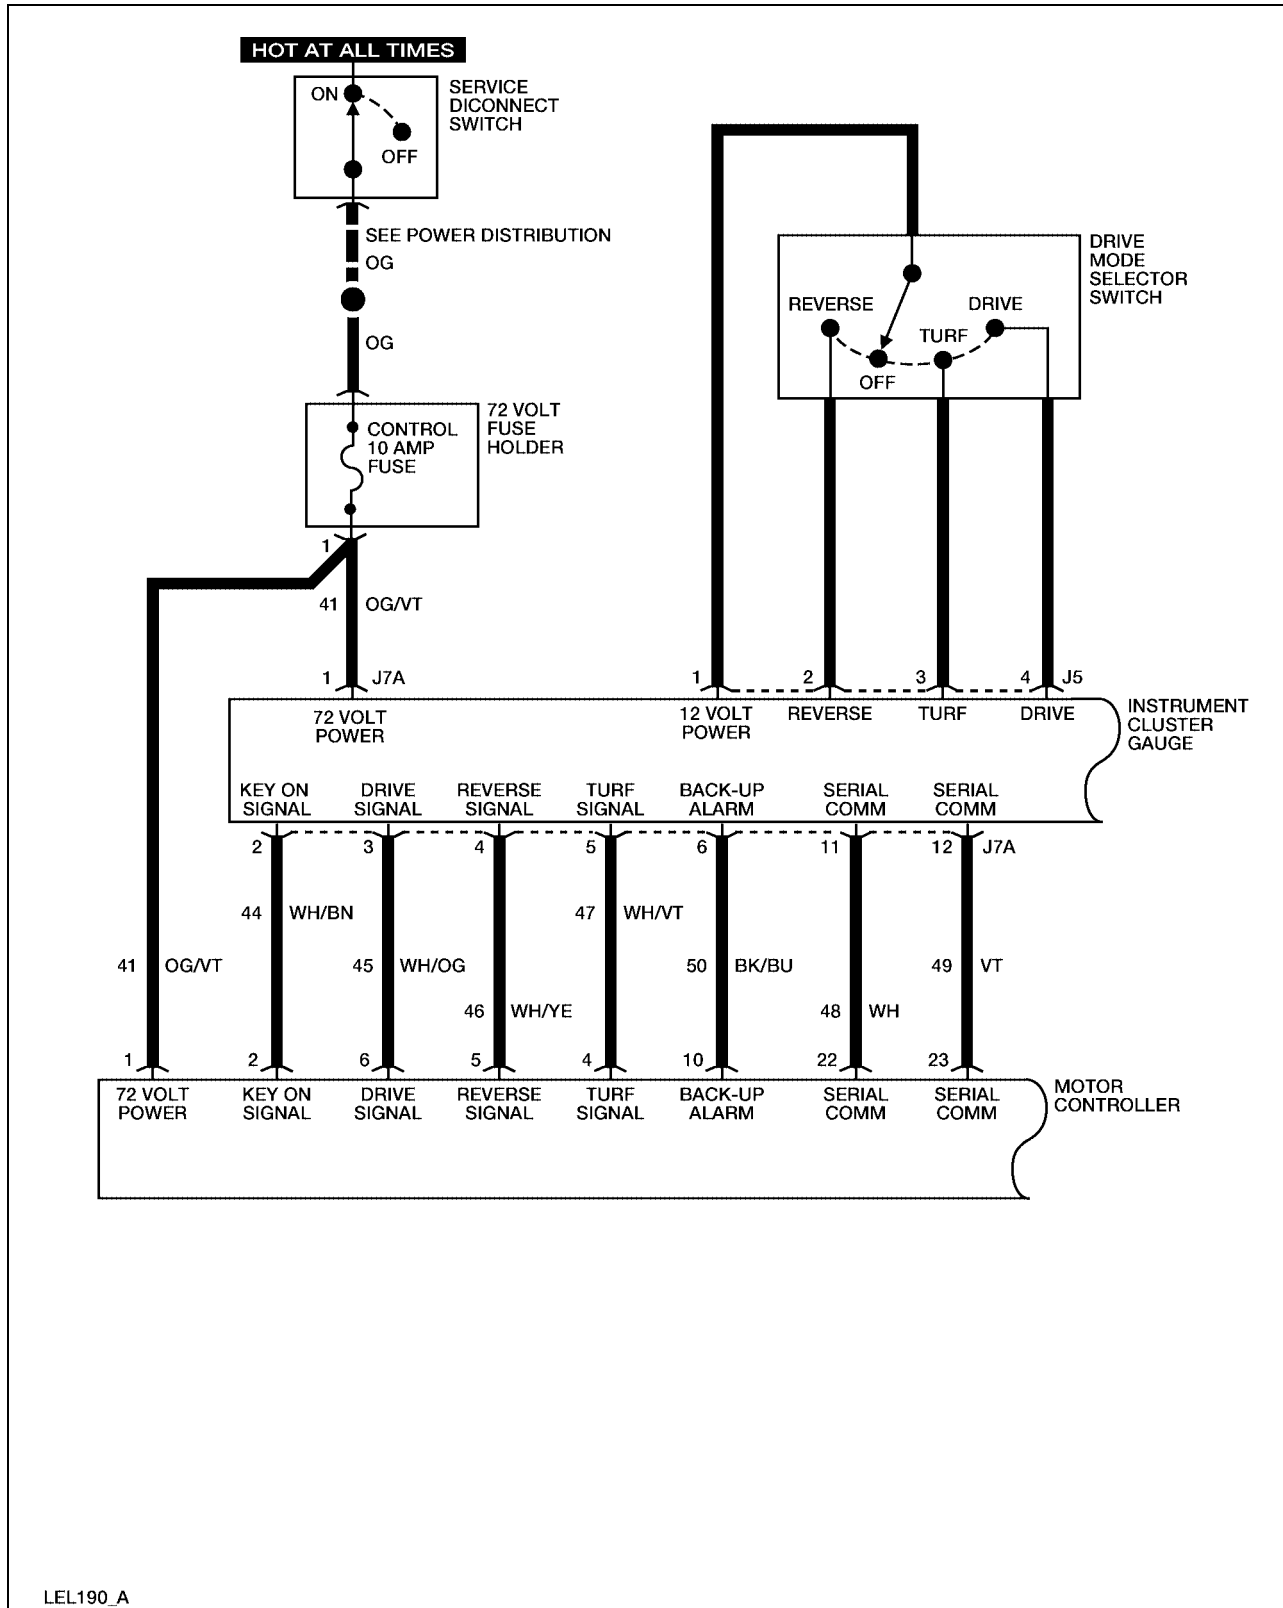 HOT AT ALL TIMES
ON
OFF
SERVICE
DICONNECT
SWITCH
SEE POWER DISTRIBUTION
OG
OG
DRIVE
MODE
SELECTOR
SWITCH
REVERSE
DRIVE
TURF
OFF
72 VOLT
FUSE
HOLDER
CONTROL
10 AMP
FUSE
1
41 OG/VT
1 J7A
1 2 3 4 J5
72 VOLT
POWER
12 VOLT
POWER
REVERSE
TURF
DRIVE
INSTRUMENT
CLUSTER
GAUGE
KEY ON
SIGNAL
DRIVE
SIGNAL
REVERSE
SIGNAL
TURF
SIGNAL
BACK-UP
ALARM
SERIAL
COMM
SERIAL
COMM
2 3 4 5 6 11 12 J7A
44 WH/BN
47 WH/VT
41 OG/VT
45 WH/OG
50 BK/BU
49 VT
46 WH/YE
48 WH
1 2 6 5 4 10 22 23
72 VOLT
POWER
KEY ON
SIGNAL
DRIVE
SIGNAL
REVERSE
SIGNAL
TURF
SIGNAL
BACK-UP
ALARM
SERIAL
COMM
SERIAL
COMM
MOTOR
CONTROLLER
LEL190_A